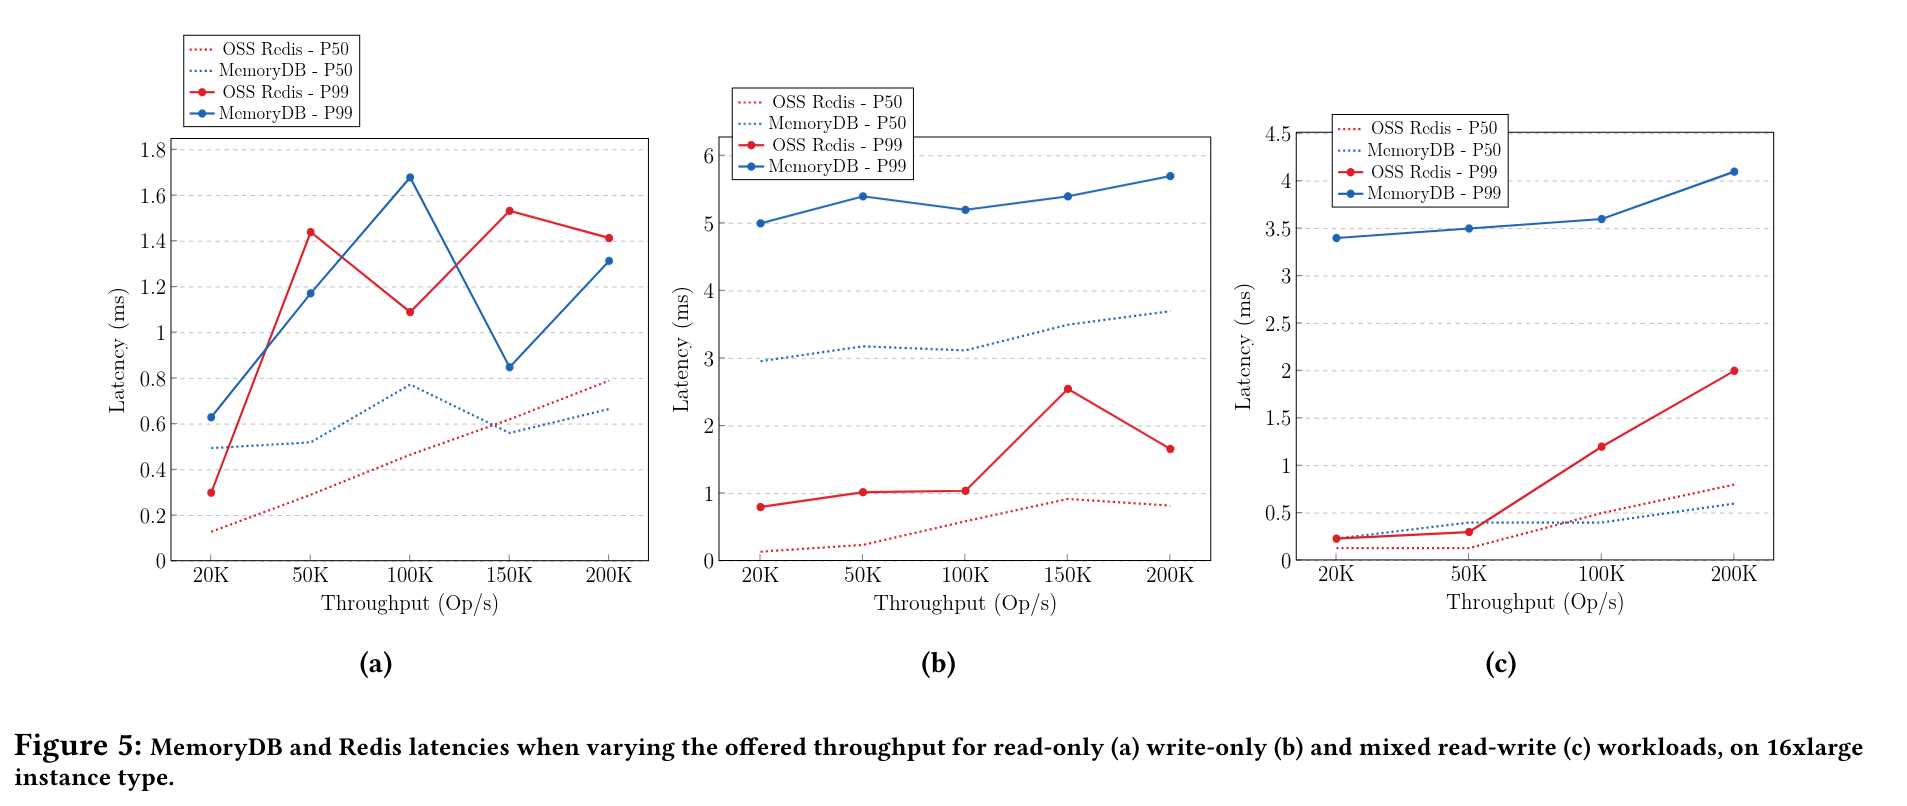 OSS Redis - P50
MemoryDB - P50
OSS Redis - P99
MemoryDB - P99
1.8
1.6
1.4
1.2
1
0.8
0.6
0.4
0.2
0
Latency (ms)
20K 50K 100K 150K 200K
Throughput (Op/s)
(a)
OSS Redis - P50
MemoryDB - P50
OSS Redis - P99
MemoryDB - P99
6
5
4
3
2
1
0
Latency (ms)
20K 50K 100K 150K 200K
Throughput (Op/s)
(b)
OSS Redis - P50
MemoryDB - P50
OSS Redis - P99
MemoryDB - P99
4.5
4
3.5
3
2.5
2
1.5
1
0.5
0
Latency (ms)
20K 50K 100K 200K
Throughput (Op/s)
(c)
Figure 5: MemoryDB and Redis latencies when varying the offered throughput for read-only (a) write-only (b) and mixed read-write (c) workloads, on 16xlarge
instance type.